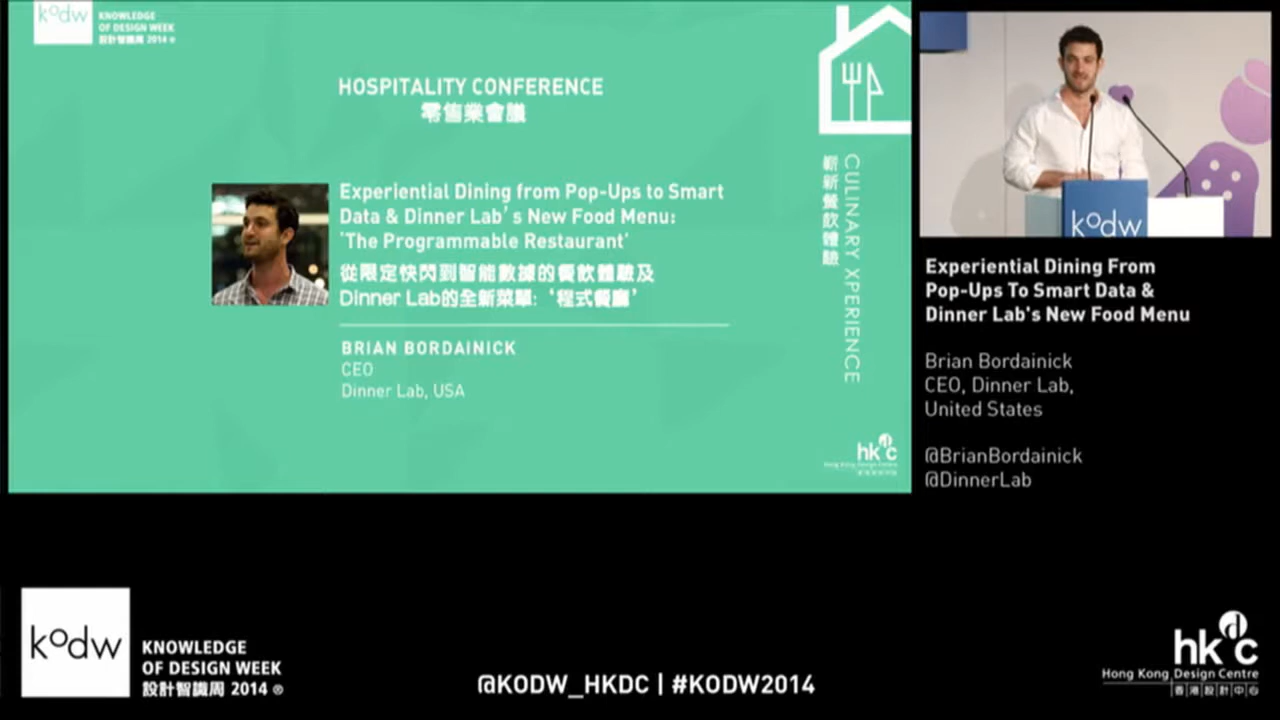 kodw
KNOWLEDGE
OF DESIGN WEEK
設計智識周 2014 ®
HOSPITALITY CONFERENCE
零售業會議
Experiential Dining from Pop-Ups to Smart
Data & Dinner Lab's New Food Menu:
'The Programmable Restaurant'
從限定快閃到智能數據的餐飲體驗及
Dinner Lab的全新菜單:‘程式餐廳’
BRIAN BORDAINICK
CEO
Dinner Lab, USA
CULINARY XPERIENCE
嶄新餐飲體驗
hkdc
Hong Kong Design Centre
kodw
Experiential Dining From
Pop-Ups To Smart Data &
Dinner Lab's New Food Menu
Brian Bordainick
CEO, Dinner Lab,
United States
@BrianBordainick
@DinnerLab
kodw
KNOWLEDGE
OF DESIGN WEEK
設計智識周 2014 ®
@KODW_HKDC | #KODW2014
hkdc
Hong Kong Design Centre
香港設計中心